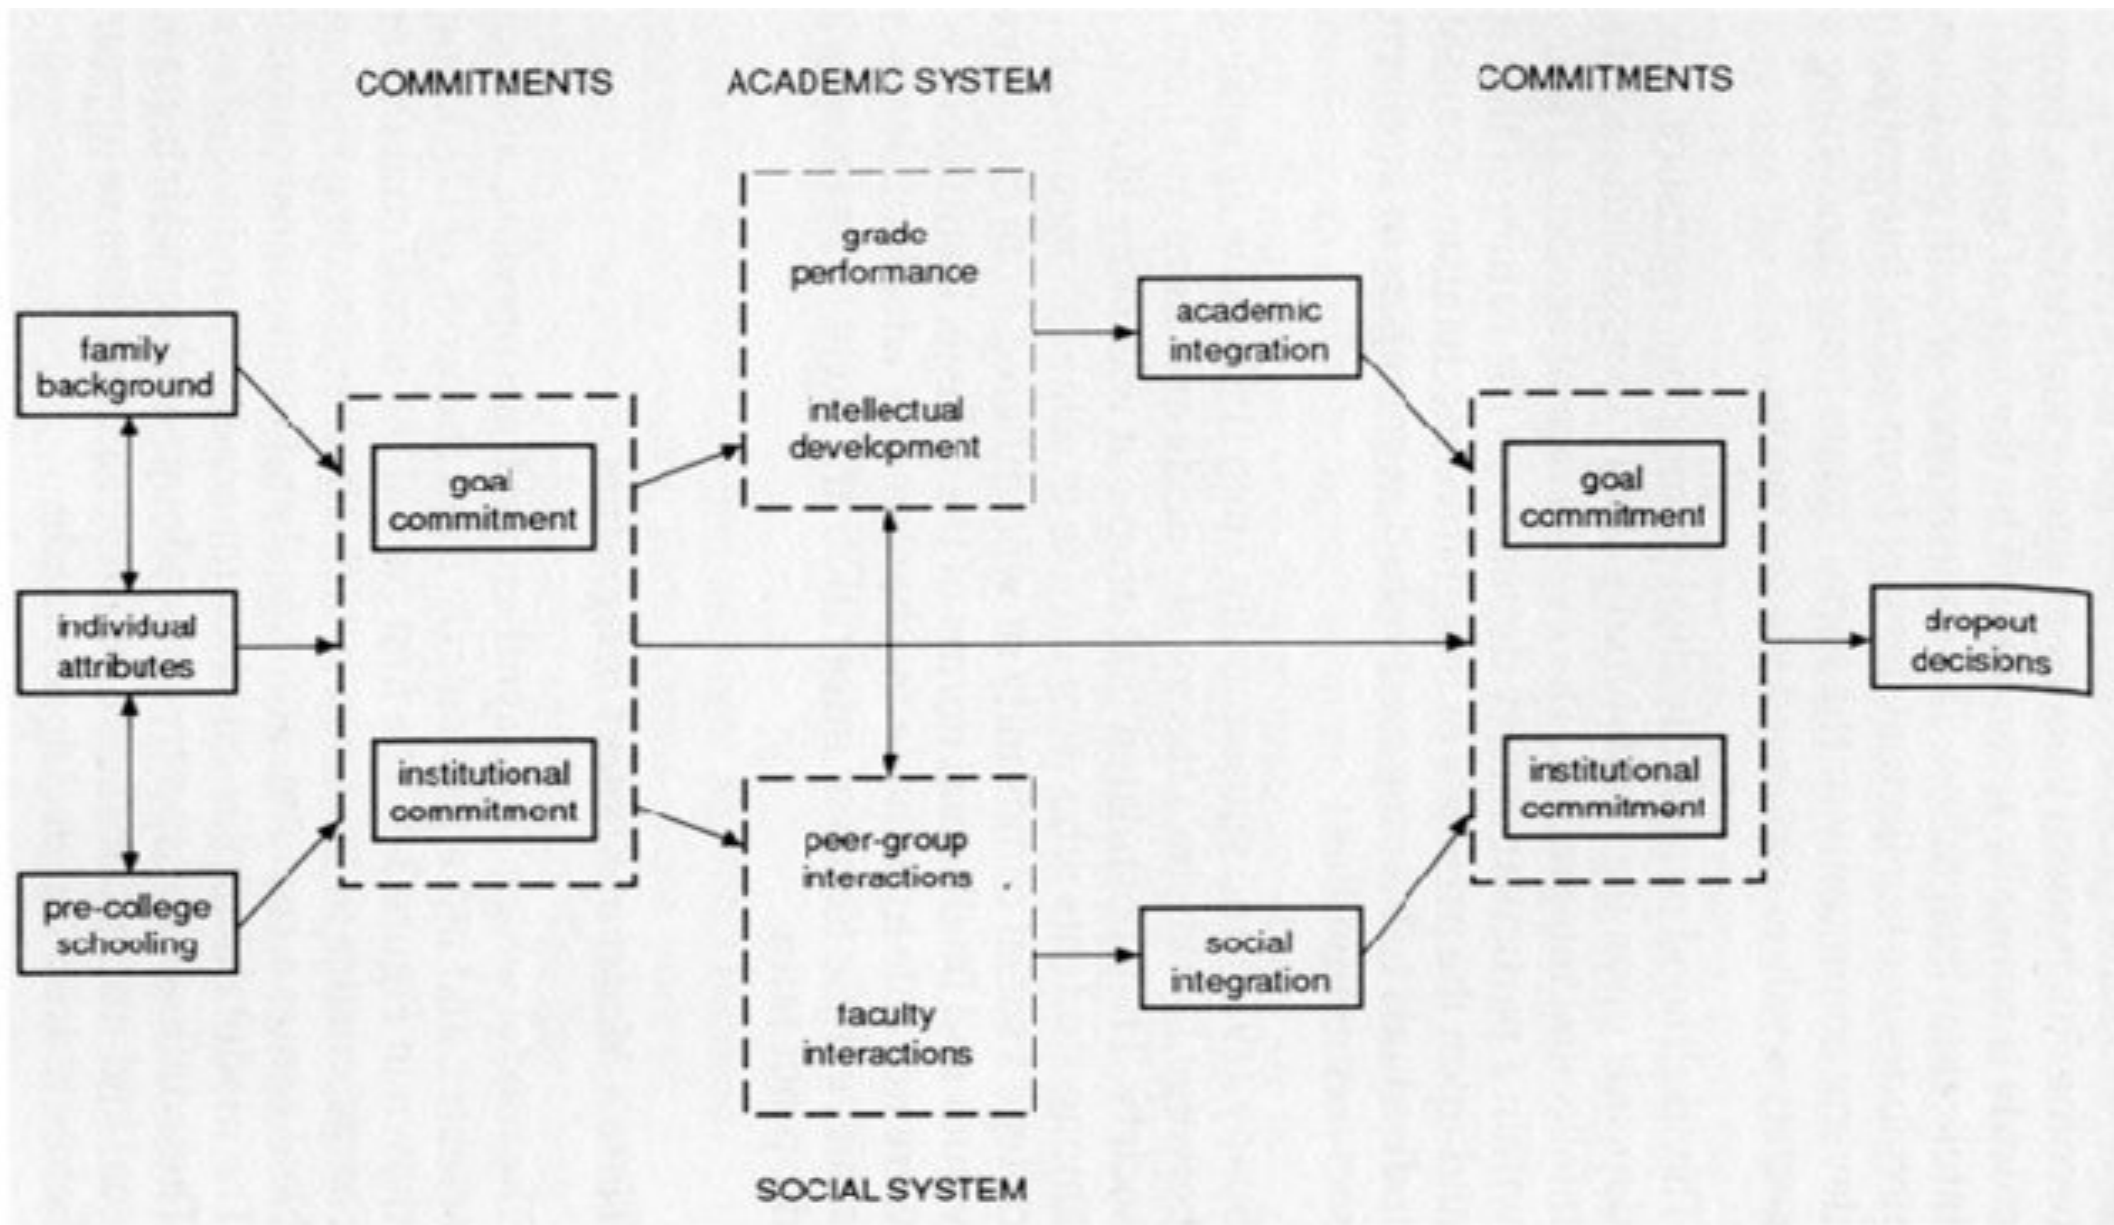 COMMITMENTS
ACADEMIC SYSTEM
COMMITMENTS
family
background
individual
attributes
pre-college
schooling
goal
commitment
institutional
commitment
grade
performance
intellectual
development
peer-group
interactions
faculty
interactions
SOCIAL SYSTEM
academic
integration
social
integration
goal
commitment
institutional
commitment
dropout
decisions